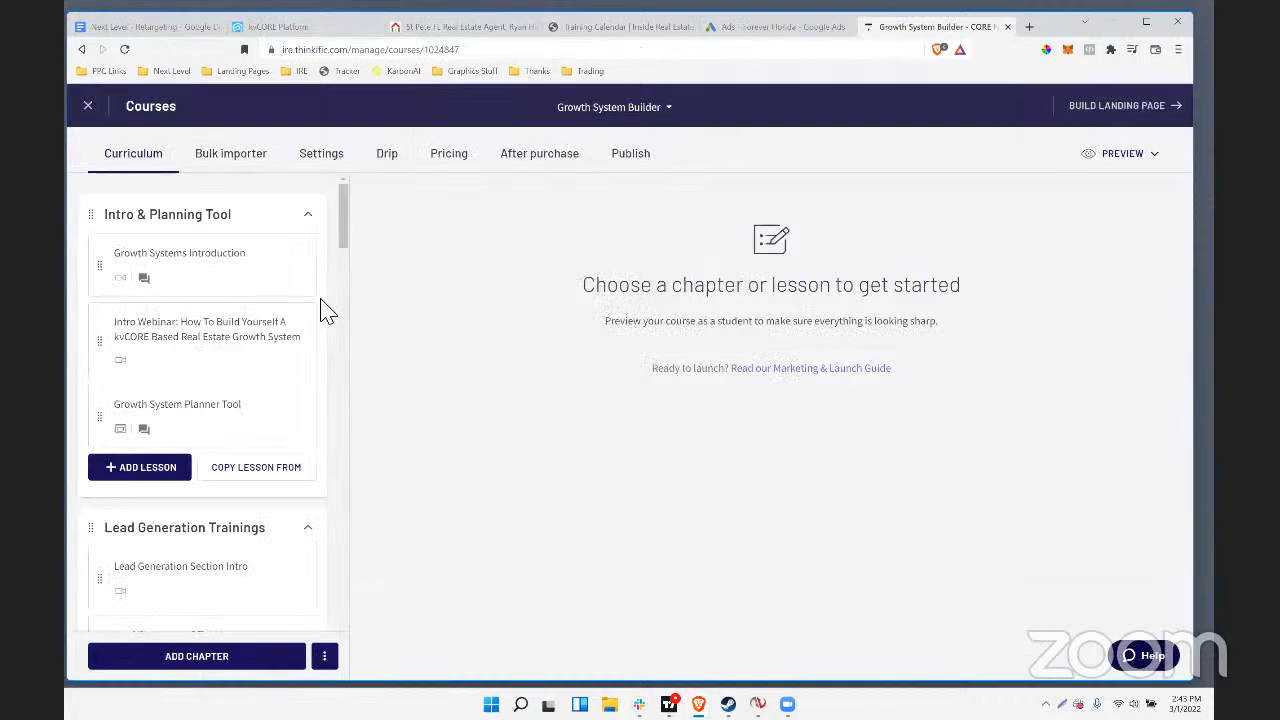 Next Level - Retargeting - Google D
kvCORE Platform
St Pete FL Real Estate Agent, Ryan Hi
Training Calendar | Inside Real Estate
Ads - Forever Florida - Google Ads
Growth System Builder - CORE N
ire.thinkific.com/manage/courses/1024847
PPC Links
Next Level
Landing Pages
IRE
Tracker
KarbonAI
Graphics Stuff
Thanks
Trading
Courses
Growth System Builder
BUILD LANDING PAGE
Curriculum
Bulk importer
Settings
Drip
Pricing
After purchase
Publish
PREVIEW
Intro & Planning Tool
Growth Systems Introduction
Intro Webinar: How To Build Yourself A
kvCORE Based Real Estate Growth System
Growth System Planner Tool
+ ADD LESSON
COPY LESSON FROM
Lead Generation Trainings
Lead Generation Section Intro
ADD CHAPTER
Choose a chapter or lesson to get started
Preview your course as a student to make sure everything is looking sharp.
Ready to launch? Read our Marketing & Launch Guide
zoom
Help
2:43 PM
3/1/2022